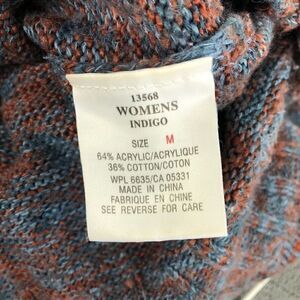 13568
WOMENS
INDIGO
SIZE M
64% ACRYLIC/ACRYLIQUE
36% COTTON/COTON
WPL 6635/CA 05331
MADE IN CHINA
FABRIQUE EN CHINE
SEE REVERSE FOR CARE